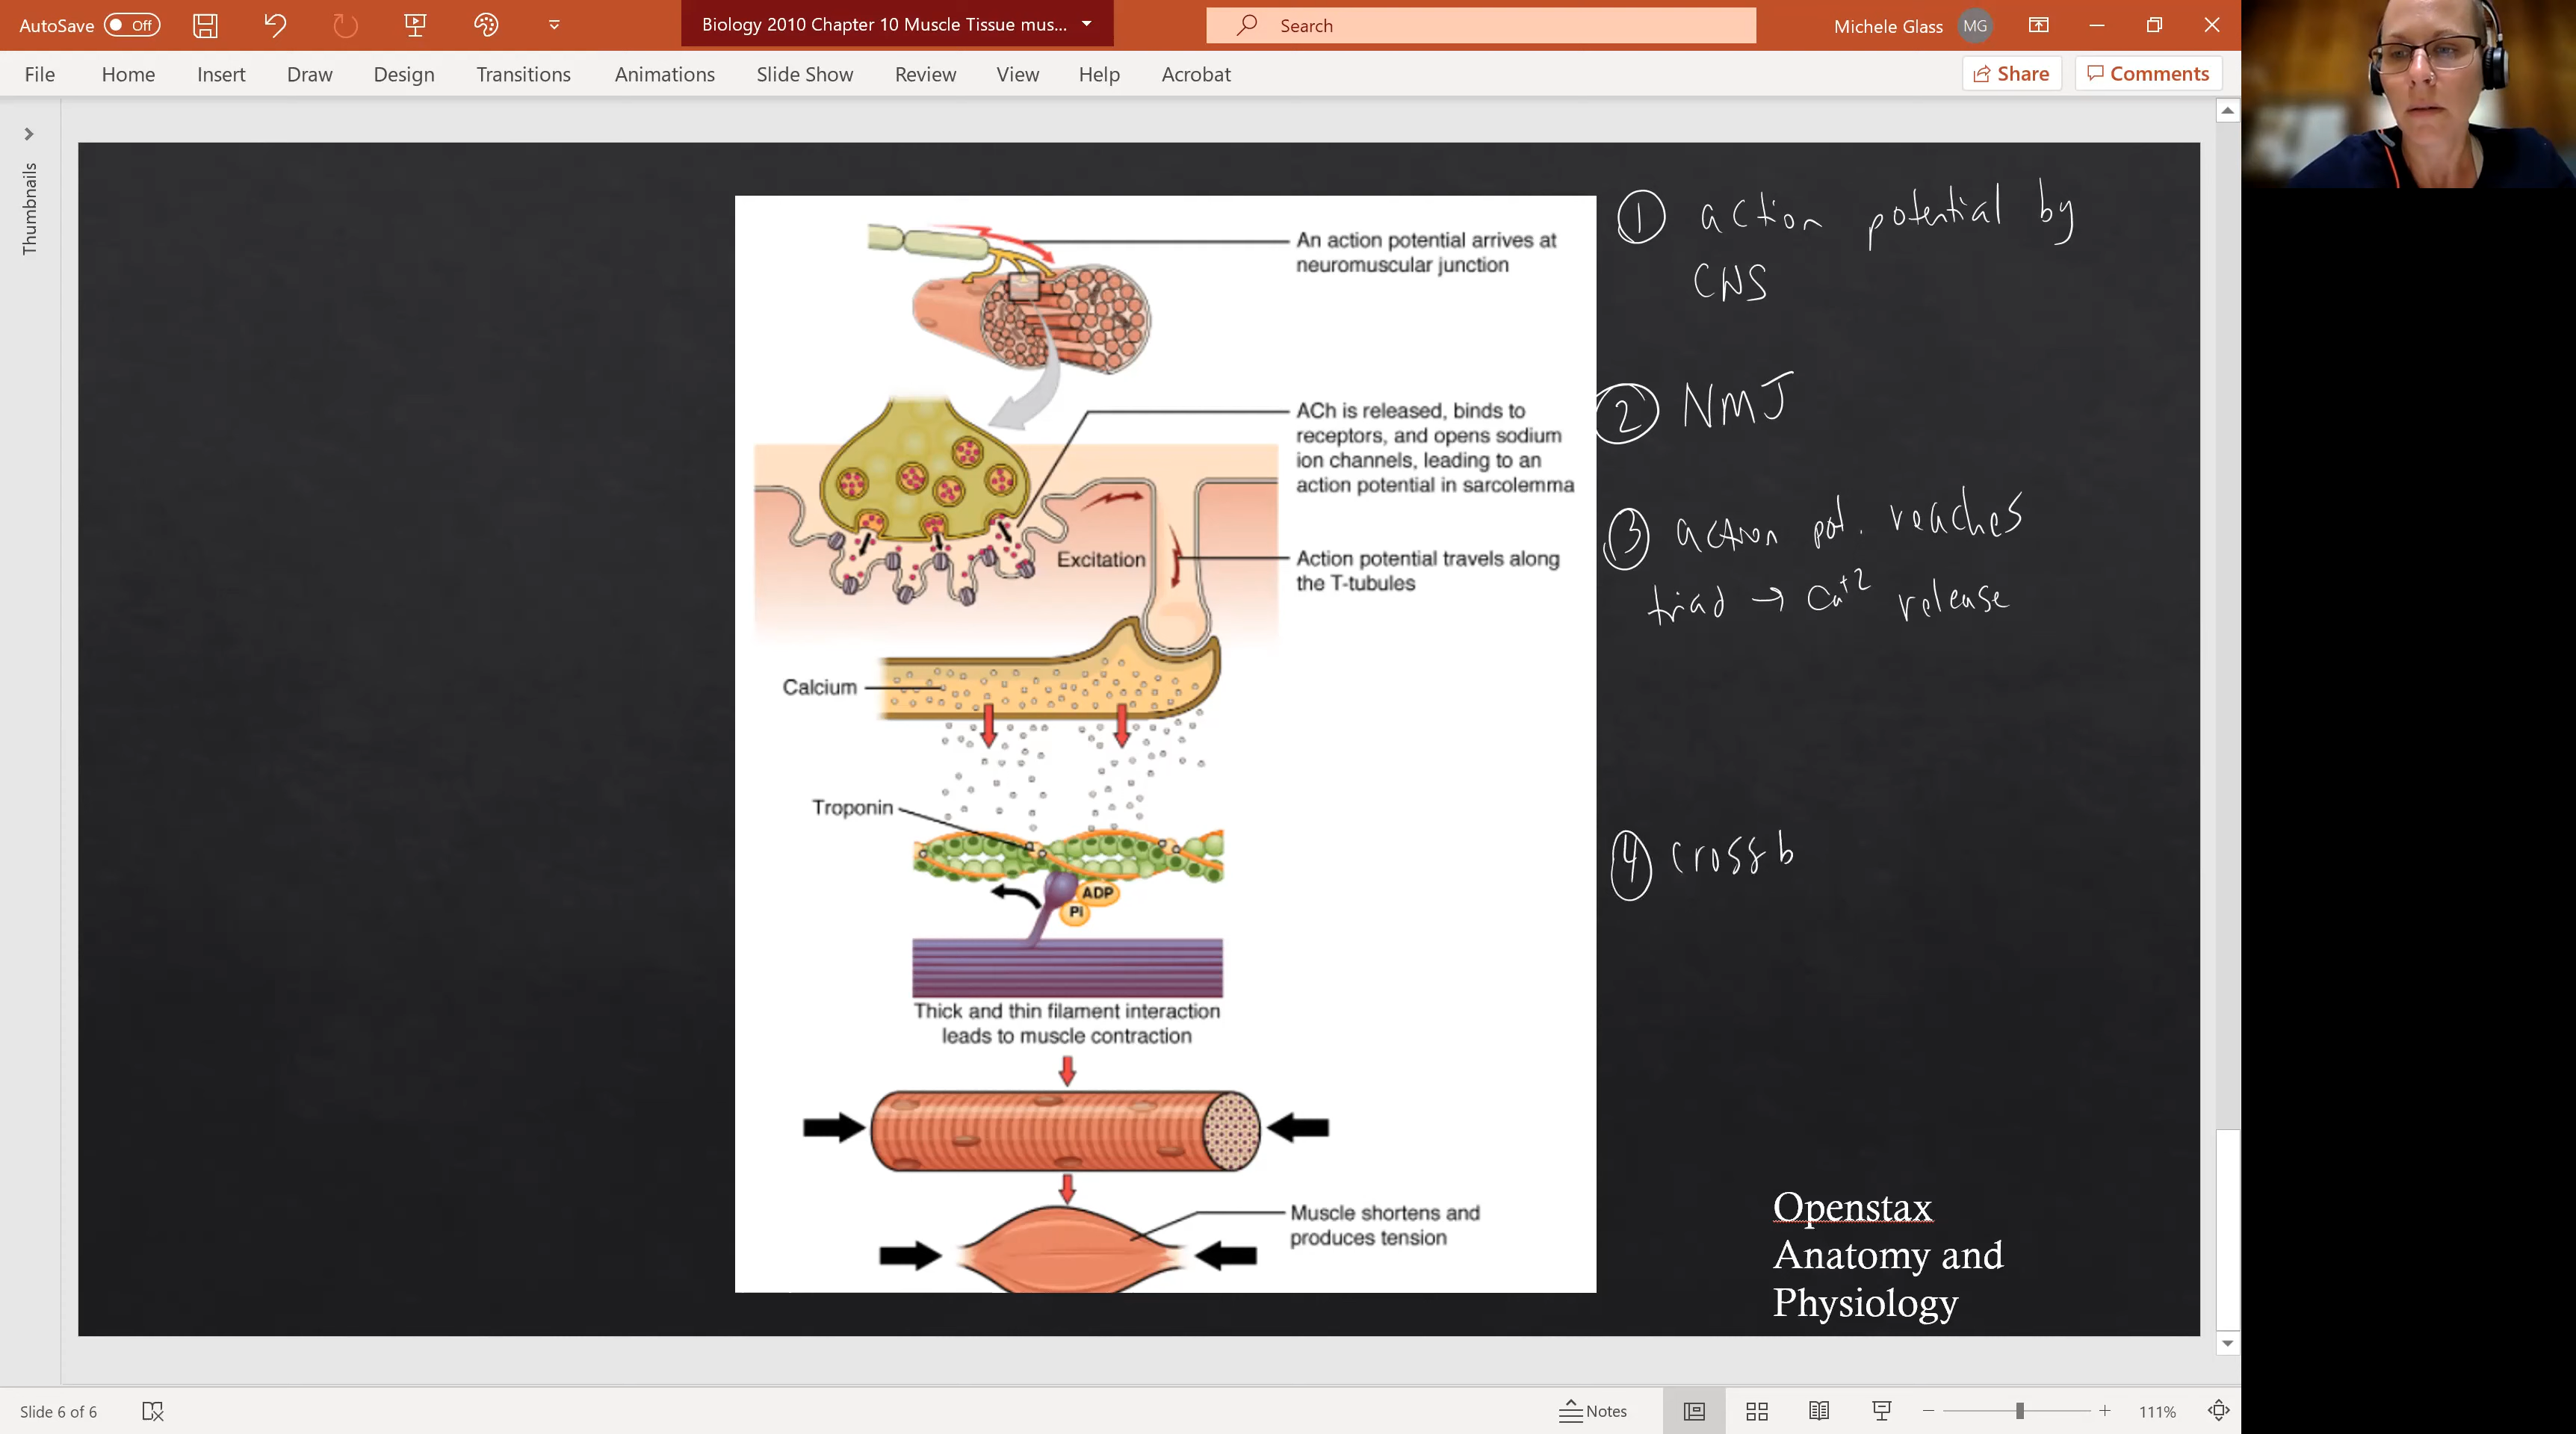 AutoSave Off
Biology 2010 Chapter 10 Muscle Tissue mus...
Search
Michele Glass MG
File Home Insert Draw Design Transitions Animations Slide Show Review View Help Acrobat
Share Comments
Thumbnails
An action potential arrives at
neuromuscular junction
ACh is released, binds to
receptors, and opens sodium
ion channels, leading to an
action potential in sarcolemma
Excitation
Action potential travels along
the T-tubules
Calcium
Troponin
ADP
Pi
Thick and thin filament interaction
leads to muscle contraction
Muscle shortens and
produces tension
1 action potential by
CNS
2 NMJ
3 action pot. reaches
triad → Ca+2 release
4 crossb
Openstax
Anatomy and
Physiology
Slide 6 of 6
Notes
111%